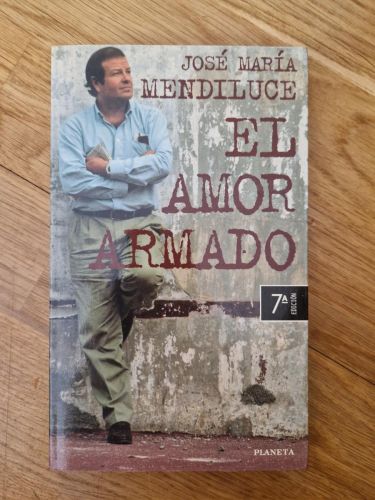 JOSÉ MARÍA
MENDILUCE
EL
AMOR
ARMADO
7ª
EDICIÓN
PLANETA